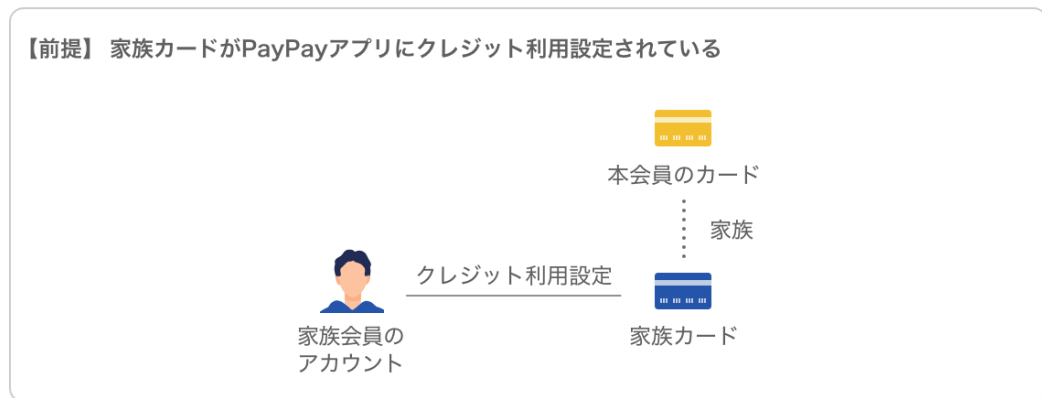 【前提】 家族カードがPayPayアプリにクレジット利用設定されている
本会員のカード
家族
クレジット利用設定
家族会員の
アカウント
家族カード